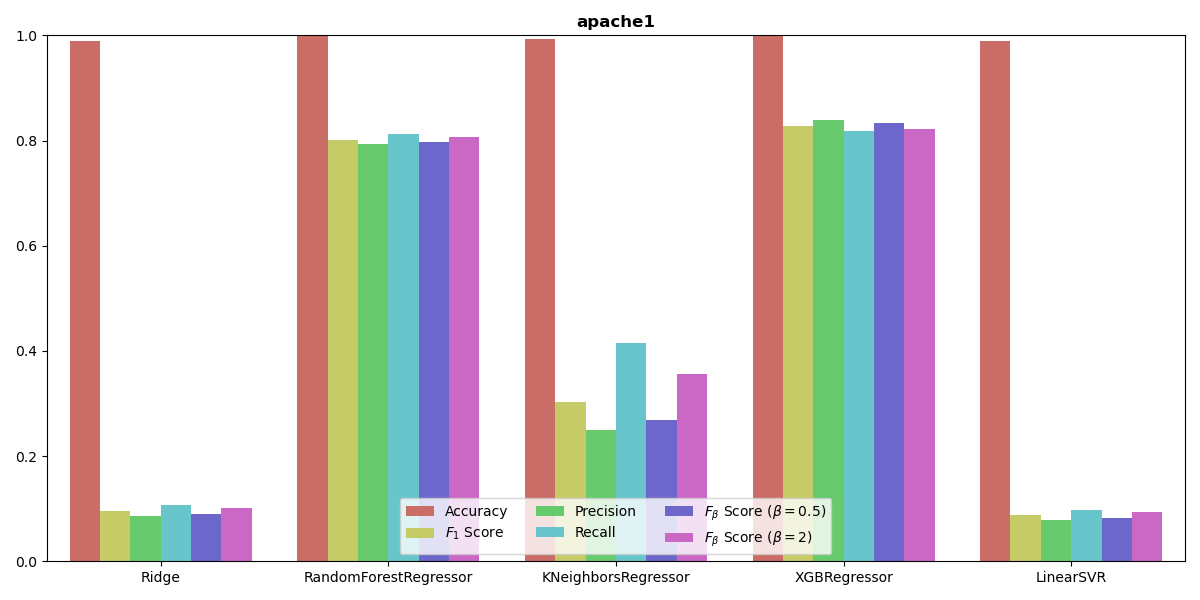 apache1
1.0
0.8
0.6
0.4
0.2
0.0
Accuracy
F₁ Score
Precision
Recall
Fβ Score (β = 0.5)
Fβ Score (β = 2)
Ridge
RandomForestRegressor
KNeighborsRegressor
XGBRegressor
LinearSVR